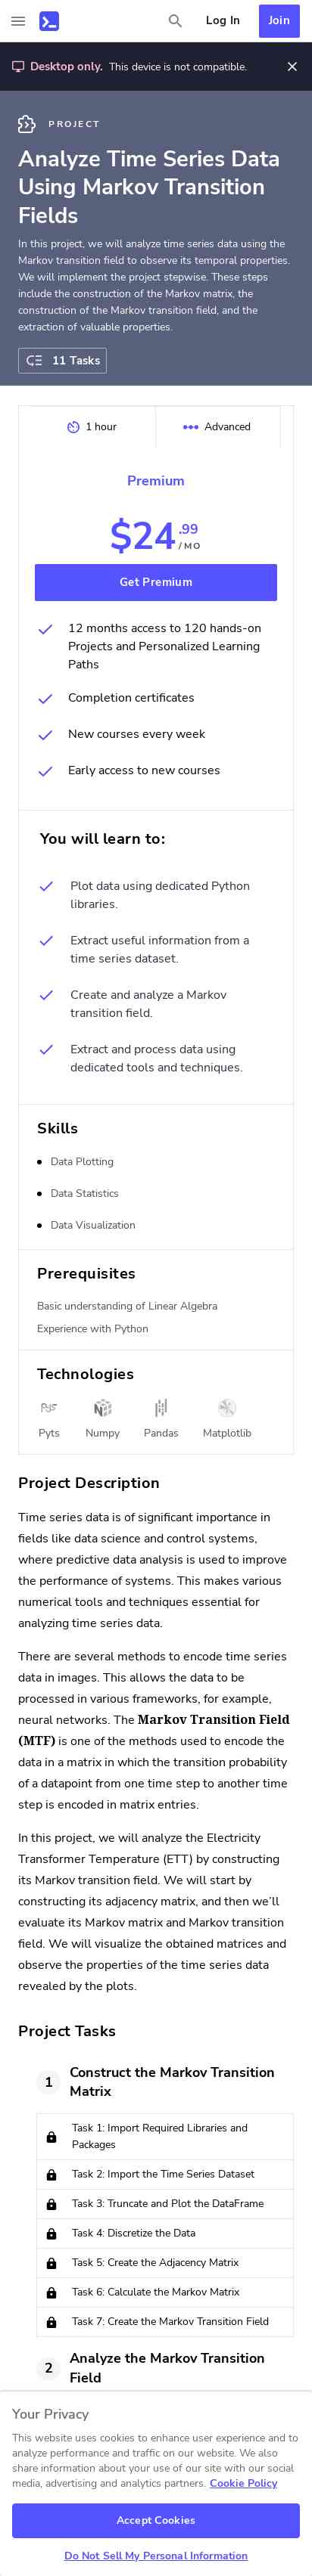 Log In
Join
Desktop only. This device is not compatible.
PROJECT
Analyze Time Series Data
Using Markov Transition
Fields
In this project, we will analyze time series data using the
Markov transition field to observe its temporal properties.
We will implement the project stepwise. These steps
include the construction of the Markov matrix, the
construction of the Markov transition field, and the
extraction of valuable properties.
11 Tasks
1 hour
Advanced
Premium
$24.99
/MO
Get Premium
12 months access to 120 hands-on
Projects and Personalized Learning
Paths
Completion certificates
New courses every week
Early access to new courses
You will learn to:
Plot data using dedicated Python
libraries.
Extract useful information from a
time series dataset.
Create and analyze a Markov
transition field.
Extract and process data using
dedicated tools and techniques.
Skills
Data Plotting
Data Statistics
Data Visualization
Prerequisites
Basic understanding of Linear Algebra
Experience with Python
Technologies
Pyts
Numpy
Pandas
Matplotlib
Project Description
Time series data is of significant importance in
fields like data science and control systems,
where predictive data analysis is used to improve
the performance of systems. This makes various
numerical tools and techniques essential for
analyzing time series data.
There are several methods to encode time series
data in images. This allows the data to be
processed in various frameworks, for example,
neural networks. The Markov Transition Field
(MTF) is one of the methods used to encode the
data in a matrix in which the transition probability
of a datapoint from one time step to another time
step is encoded in matrix entries.
In this project, we will analyze the Electricity
Transformer Temperature (ETT) by constructing
its Markov transition field. We will start by
constructing its adjacency matrix, and then we’ll
evaluate its Markov matrix and Markov transition
field. We will visualize the obtained matrices and
observe the properties of the time series data
revealed by the plots.
Project Tasks
1
Construct the Markov Transition
Matrix
Task 1: Import Required Libraries and
Packages
Task 2: Import the Time Series Dataset
Task 3: Truncate and Plot the DataFrame
Task 4: Discretize the Data
Task 5: Create the Adjacency Matrix
Task 6: Calculate the Markov Matrix
Task 7: Create the Markov Transition Field
2
Analyze the Markov Transition
Field
Your Privacy
This website uses cookies to enhance user experience and to
analyze performance and traffic on our website. We also
share information about your use of our site with our social
media, advertising and analytics partners. Cookie Policy
Accept Cookies
Do Not Sell My Personal Information